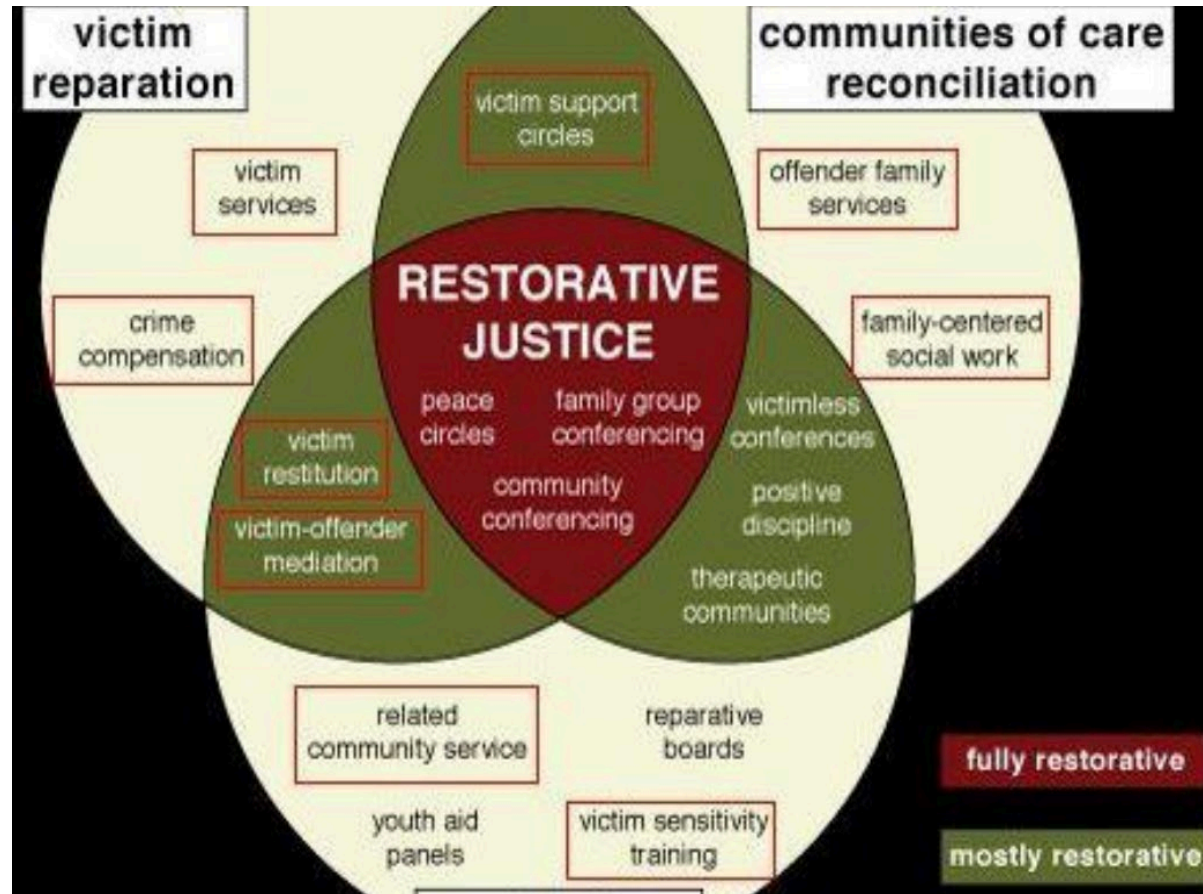 victim
reparation
communities of care
reconciliation
victim support
circles
victim
services
offender family
services
crime
compensation
RESTORATIVE
JUSTICE
family-centered
social work
peace
circles
family group
conferencing
victimless
conferences
victim
restitution
community
conferencing
positive
discipline
victim-offender
mediation
therapeutic
communities
related
community service
reparative
boards
fully restorative
youth aid
panels
victim sensitivity
training
mostly restorative